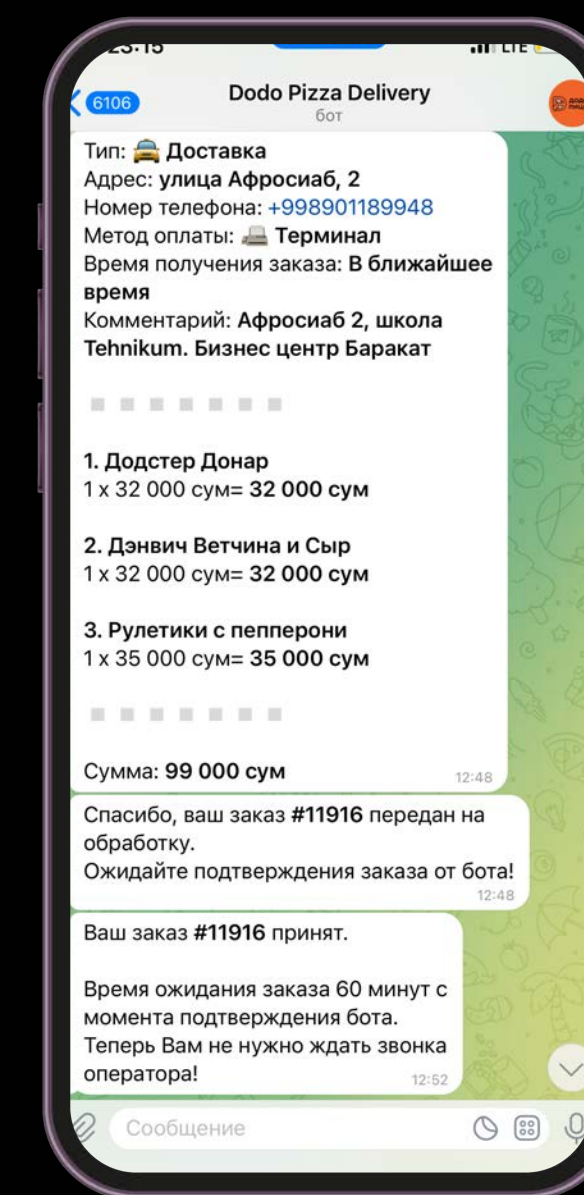 23:15
LTE
6106
Dodo Pizza Delivery
бот
Тип: 🚖 Доставка
Адрес: улица Афросиаб, 2
Номер телефона: +998901189948
Метод оплаты: 📠 Терминал
Время получения заказа: В ближайшее
время
Комментарий: Афросиаб 2, школа
Tehnikum. Бизнес центр Баракат
1. Додстер Донар
1 x 32 000 сум= 32 000 сум
2. Дэнвич Ветчина и Сыр
1 x 32 000 сум= 32 000 сум
3. Рулетики с пепперони
1 x 35 000 сум= 35 000 сум
Сумма: 99 000 сум
12:48
Спасибо, ваш заказ #11916 передан на
обработку.
Ожидайте подтверждения заказа от бота!
12:48
Ваш заказ #11916 принят.
Время ожидания заказа 60 минут с
момента подтверждения бота.
Теперь Вам не нужно ждать звонка
оператора!
12:52
Сообщение